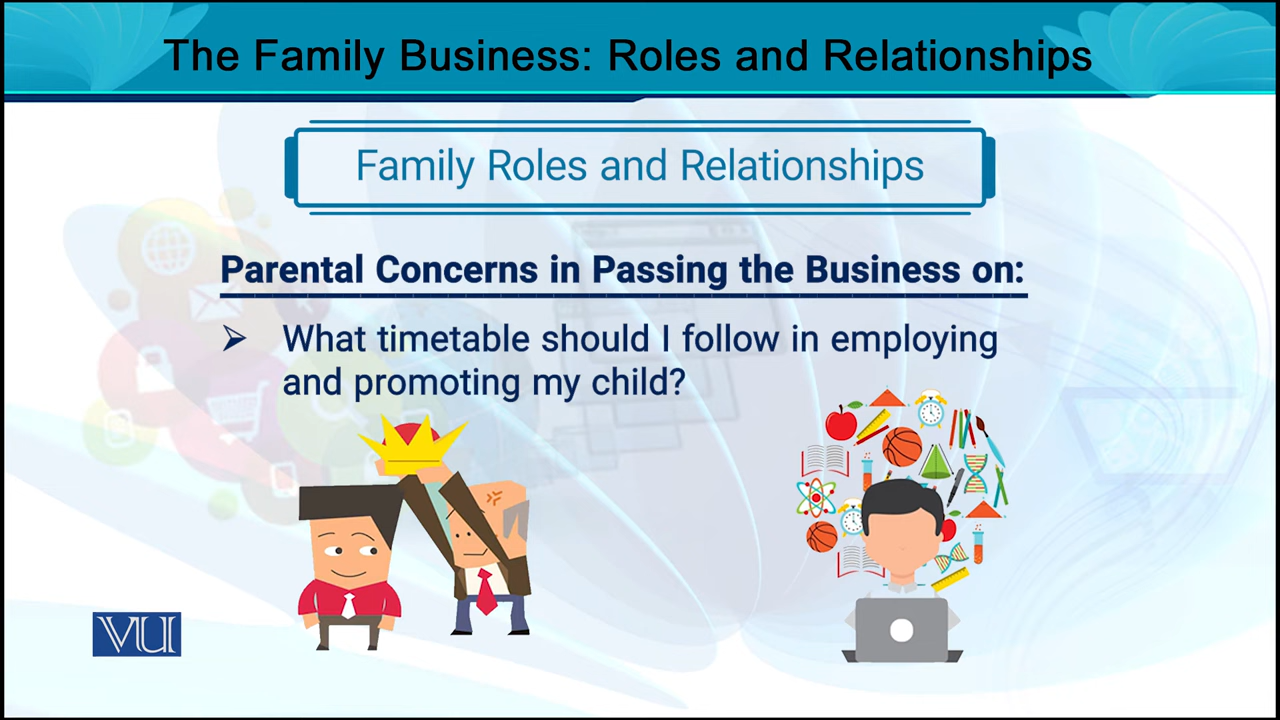 The Family Business: Roles and Relationships
Family Roles and Relationships
Parental Concerns in Passing the Business on:
What timetable should I follow in employing
and promoting my child?
VU